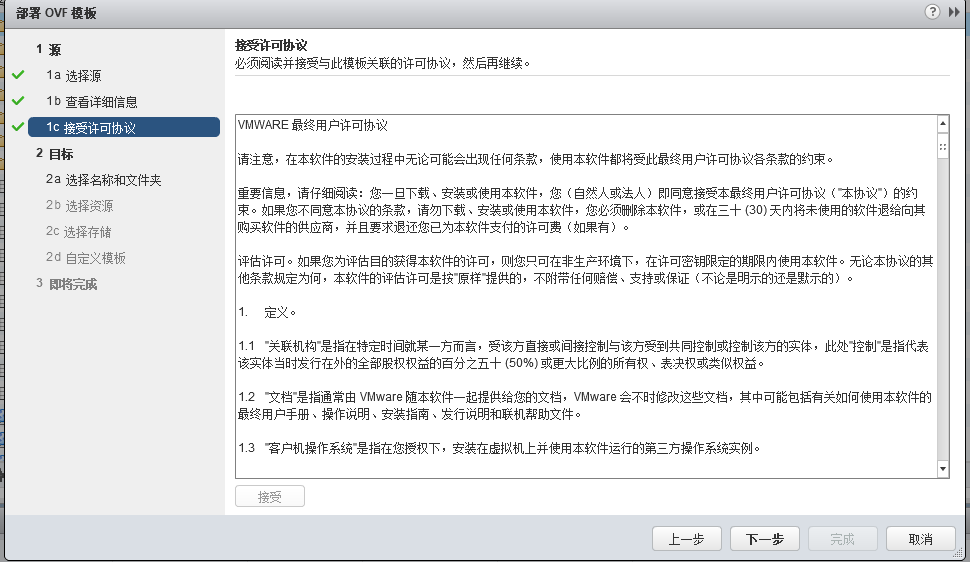 部署 OVF 模板
1 源
1a 选择源
1b 查看详细信息
1c 接受许可协议
2 目标
2a 选择名称和文件夹
2b 选择资源
2c 选择存储
2d 自定义模板
3 即将完成
接受许可协议
必须阅读并接受与此模板关联的许可协议，然后再继续。
VMWARE 最终用户许可协议
请注意，在本软件的安装过程中无论可能会出现任何条款，使用本软件都将受此最终用户许可协议各条款的约束。
重要信息，请仔细阅读：您一旦下载、安装或使用本软件，您（自然人或法人）即同意接受本最终用户许可协议（"本协议"）的约
束。如果您不同意本协议的条款，请勿下载、安装或使用本软件，您必须删除本软件，或在三十 (30) 天内将未使用的软件退给向其
购买软件的供应商，并且要求退还您已为本软件支付的许可费（如果有）。
评估许可。如果您为评估目的获得本软件的许可，则您只可在非生产环境下，在许可密钥限定的期限内使用本软件。无论本协议的其
他条款规定为何，本软件的评估许可是按"原样"提供的，不附带任何赔偿、支持或保证（不论是明示的还是默示的）。
1. 定义。
1.1 "关联机构"是指在特定时间就某一方而言，受该方直接或间接控制与该方受到共同控制或控制该方的实体，此处"控制"是指代表
该实体当时发行在外的全部股权权益的百分之五十 (50%) 或更大比例的所有权、表决权或类似权益。
1.2 "文档"是指通常由 VMware 随本软件一起提供给您的文档，VMware 会不时修改这些文档，其中可能包括有关如何使用本软件的
最终用户手册、操作说明、安装指南、发行说明和联机帮助文件。
1.3 "客户机操作系统"是指在您授权下，安装在虚拟机上并使用本软件运行的第三方操作系统实例。
接受
上一步 下一步 完成 取消